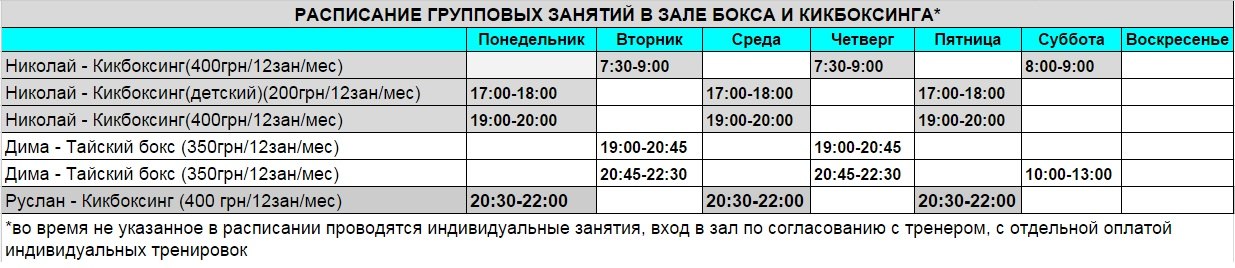 РАСПИСАНИЕ ГРУППОВЫХ ЗАНЯТИЙ В ЗАЛЕ БОКСА И КИКБОКСИНГА*
Понедельник Вторник Среда Четверг Пятница Суббота Воскресенье
Николай - Кикбоксинг(400грн/12зан/мес) 7:30-9:00 7:30-9:00 8:00-9:00
Николай - Кикбоксинг(детский)(200грн/12зан/мес) 17:00-18:00 17:00-18:00 17:00-18:00
Николай - Кикбоксинг(400грн/12зан/мес) 19:00-20:00 19:00-20:00 19:00-20:00
Дима - Тайский бокс (350грн/12зан/мес) 19:00-20:45 19:00-20:45
Дима - Тайский бокс (350грн/12зан/мес) 20:45-22:30 20:45-22:30 10:00-13:00
Руслан - Кикбоксинг (400 грн/12зан/мес) 20:30-22:00 20:30-22:00 20:30-22:00
*во время не указанное в расписании проводятся индивидуальные занятия, вход в зал по согласованию с тренером, с отдельной оплатой
индивидуальных тренировок